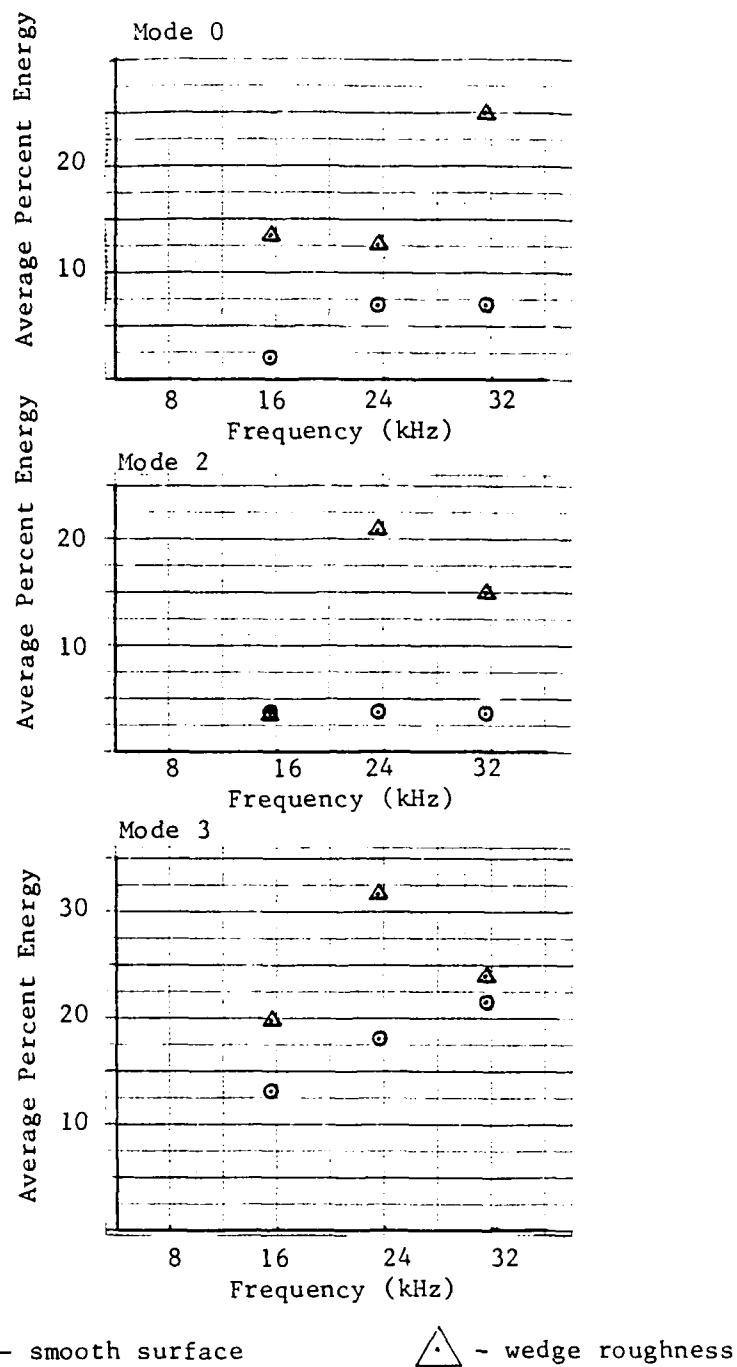 Mode 0
Average Percent Energy
20
10
8 16 24 32
Frequency (kHz)
Mode 2
Average Percent Energy
20
10
8 16 24 32
Frequency (kHz)
Mode 3
Average Percent Energy
30
20
10
8 16 24 32
Frequency (kHz)
- smooth surface
- wedge roughness